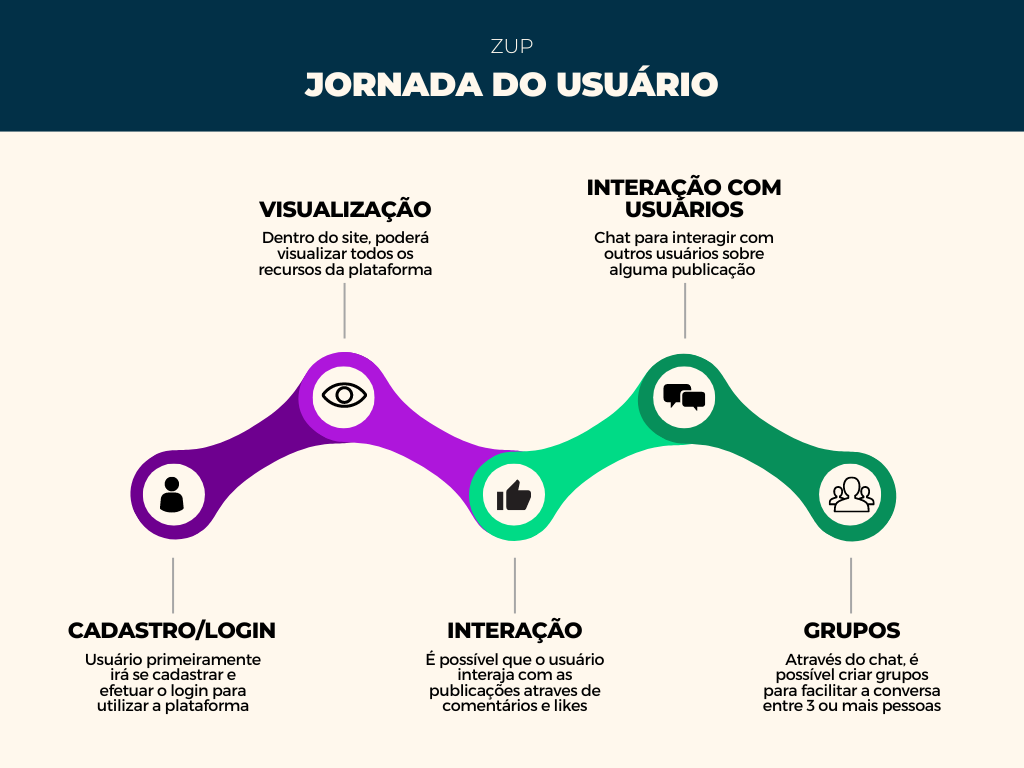 ZUP
JORNADA DO USUÁRIO
VISUALIZAÇÃO
Dentro do site, poderá
visualizar todos os
recursos da plataforma
INTERAÇÃO COM
USUÁRIOS
Chat para interagir com
outros usuários sobre
alguma publicação
CADASTRO/LOGIN
Usuário primeiramente
irá se cadastrar e
efetuar o login para
utilizar a plataforma
INTERAÇÃO
É possível que o usuário
interaja com as
publicações atraves de
comentários e likes
GRUPOS
Através do chat, é
possível criar grupos
para facilitar a conversa
entre 3 ou mais pessoas